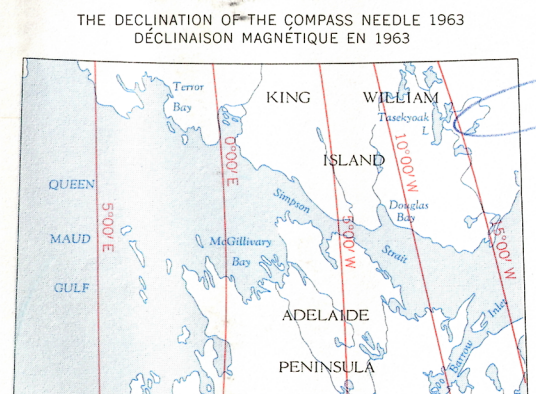 THE DECLINATION OF THE COMPASS NEEDLE 1963
DÉCLINAISON MAGNÉTIQUE EN 1963
Terror
Bay
KING
WILLIAM
Tasekyoak
L
ISLAND
10°00'W
0°00'E
QUEEN
Simpson
Douglas
Bay
5°00'E
5°00'W
15°00'W
MAUD
McGillivary
Bay
Strait
GULF
Inlet
ADELAIDE
Barrow
PENINSULA